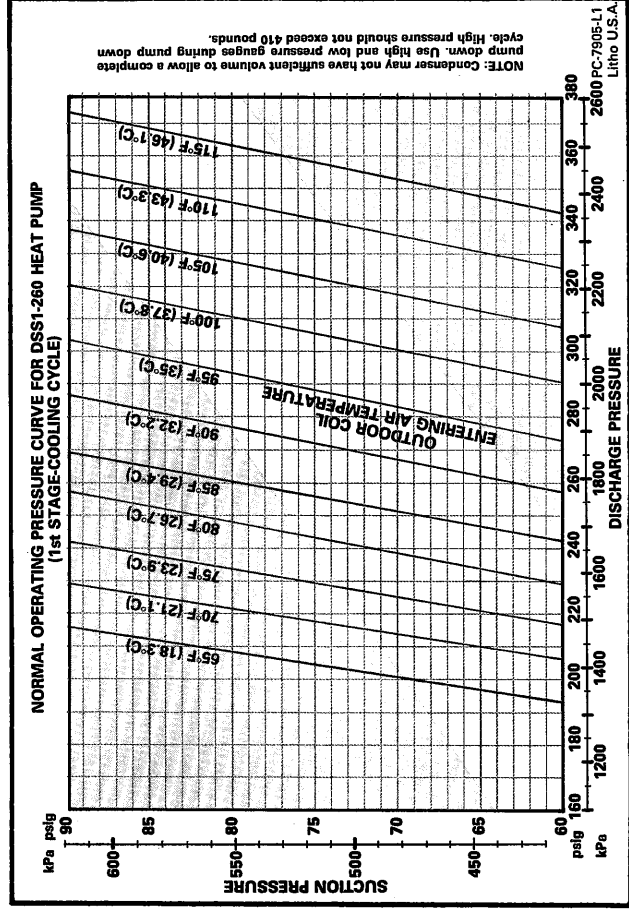 NORMAL OPERATING PRESSURE CURVE FOR DSS1-260 HEAT PUMP
(1st STAGE-COOLING CYCLE)
NOTE: Condenser may not have sufficient volume to allow a complete
pump down. Use high and low pressure gauges during pump down
cycle. High pressure should not exceed 410 pounds.
kPa psig
90
85
80
75
70
65
60
600
550
500
450
SUCTION PRESSURE
65°F (18.3°C)
70°F (21.1°C)
75°F (23.9°C)
80°F (26.7°C)
85°F (29.4°C)
90°F (32.2°C)
95°F (35°C)
100°F (37.8°C)
105°F (40.6°C)
110°F (43.3°C)
115°F (46.1°C)
OUTDOOR COIL
ENTERING AIR TEMPERATURE
psig 160 180 200 220 240 260 280 300 320 340 360 380
kPa 1200 1400 1600 1800 2000 2200 2400 2600
DISCHARGE PRESSURE
PC-7905-L1
Litho U.S.A.